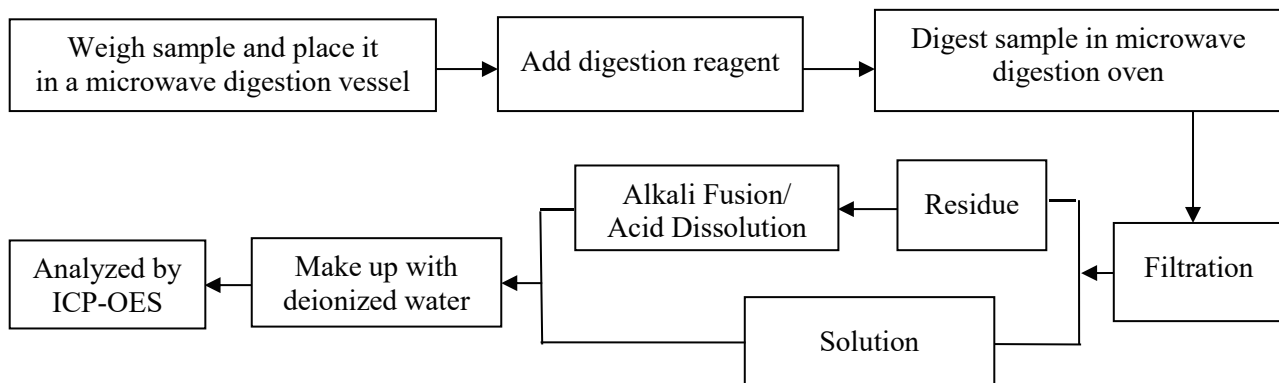 Weigh sample and place it
in a microwave digestion vessel
Add digestion reagent
Digest sample in microwave
digestion oven
Filtration
Residue
Alkali Fusion/
Acid Dissolution
Solution
Make up with
deionized water
Analyzed by
ICP-OES